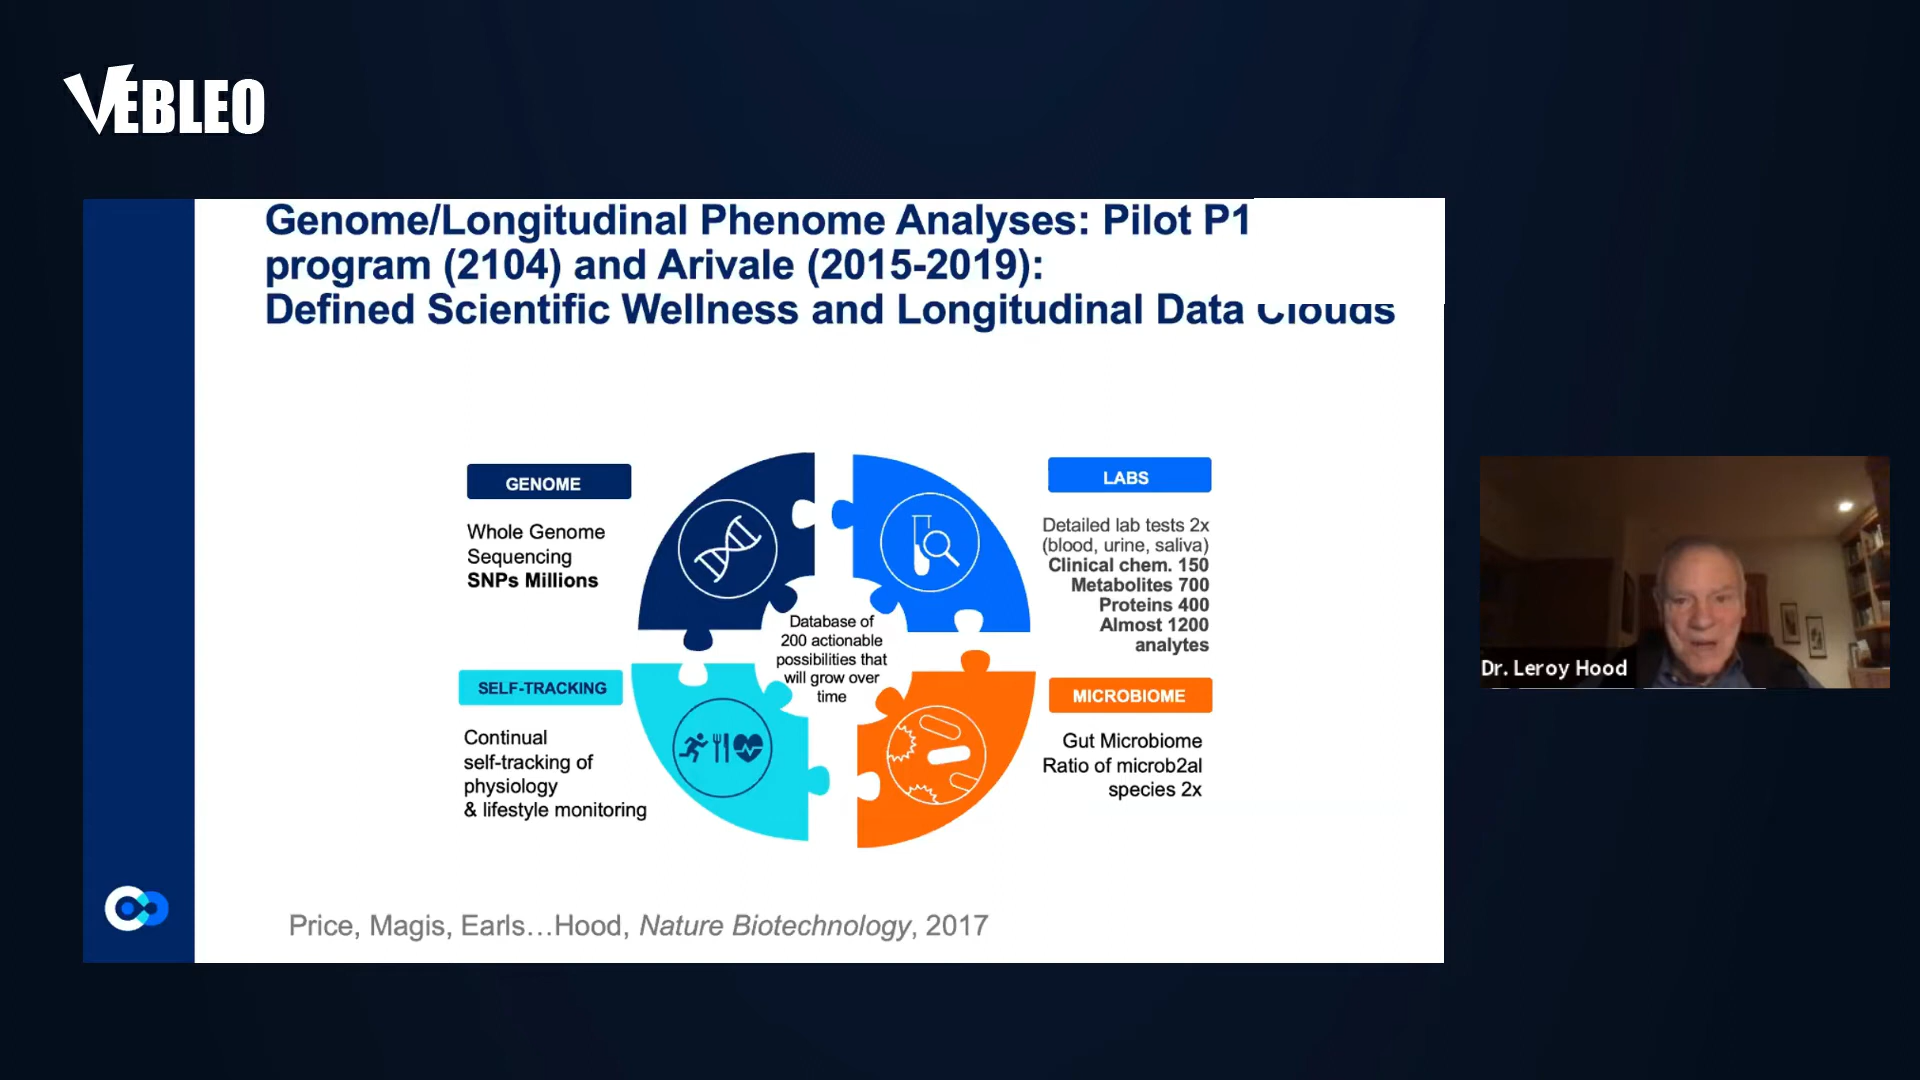 VEBLEO
Genome/Longitudinal Phenome Analyses: Pilot P1
program (2104) and Arivale (2015-2019):
Defined Scientific Wellness and Longitudinal Data Clouds
GENOME
Whole Genome
Sequencing
SNPs Millions
LABS
Detailed lab tests 2x
(blood, urine, saliva)
Clinical chem. 150
Metabolites 700
Proteins 400
Almost 1200
analytes
Database of
200 actionable
possibilities that
will grow over
time
SELF-TRACKING
Continual
self-tracking of
physiology
& lifestyle monitoring
MICROBIOME
Gut Microbiome
Ratio of microb2al
species 2x
Price, Magis, Earls…Hood, Nature Biotechnology, 2017
Dr. Leroy Hood